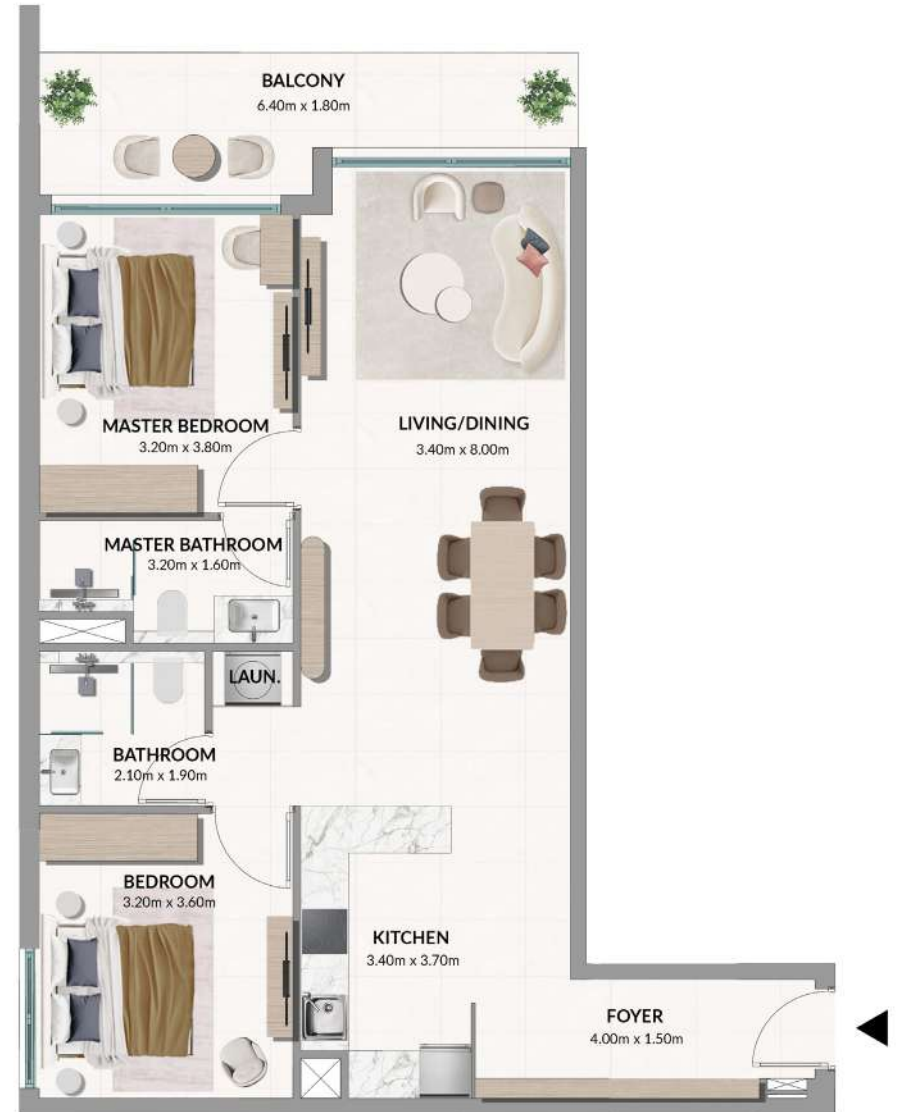 BALCONY
6.40m x 1.80m
MASTER BEDROOM
3.20m x 3.80m
LIVING/DINING
3.40m x 8.00m
MASTER BATHROOM
3.20m x 1.60m
LAUN.
BATHROOM
2.10m x 1.90m
BEDROOM
3.20m x 3.60m
KITCHEN
3.40m x 3.70m
FOYER
4.00m x 1.50m